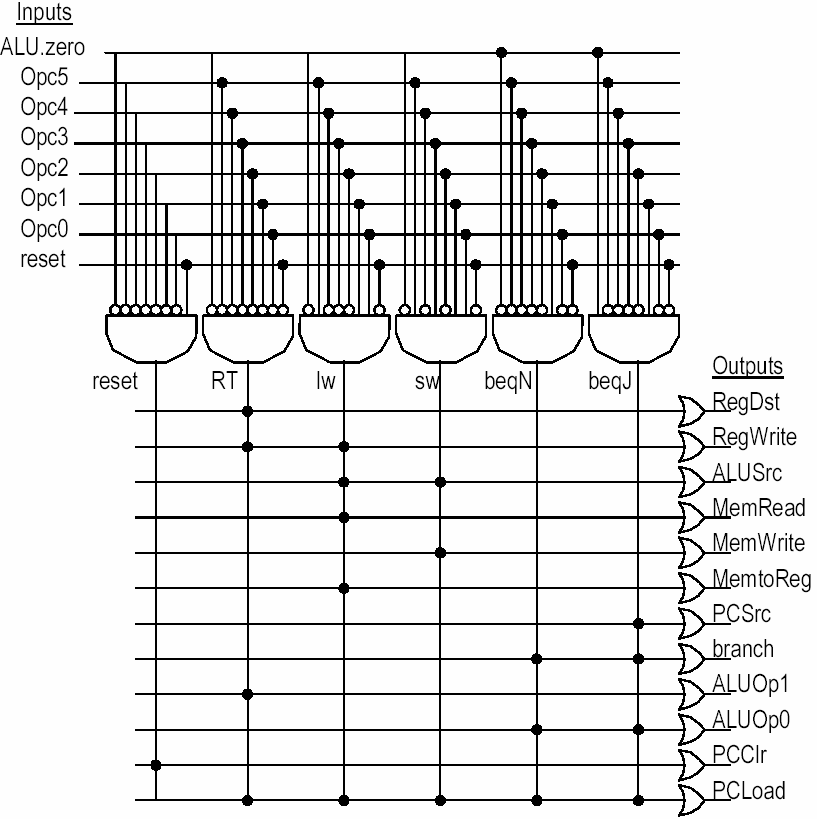 Inputs
ALU.zero
Opc5
Opc4
Opc3
Opc2
Opc1
Opc0
reset
reset RT lw sw beqN beqJ
Outputs
RegDst
RegWrite
ALUSrc
MemRead
MemWrite
MemtoReg
PCSrc
branch
ALUOp1
ALUOp0
PCClr
PCLoad